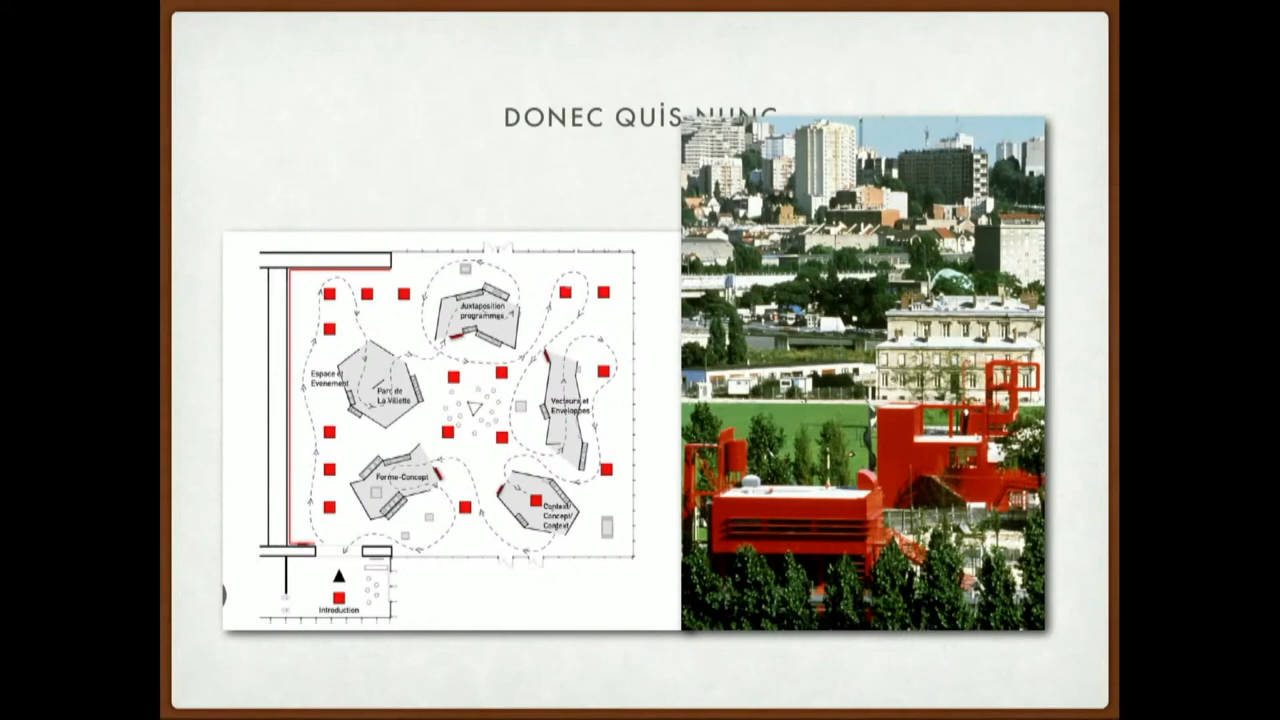 DONEC QUIS NUNC
Juxtaposition
programmes
Espace et
Evenement
Parc de
La Villette
Vecteurs et
Enveloppes
Forme-Concept
Context/
Concept/
Context
Introduction